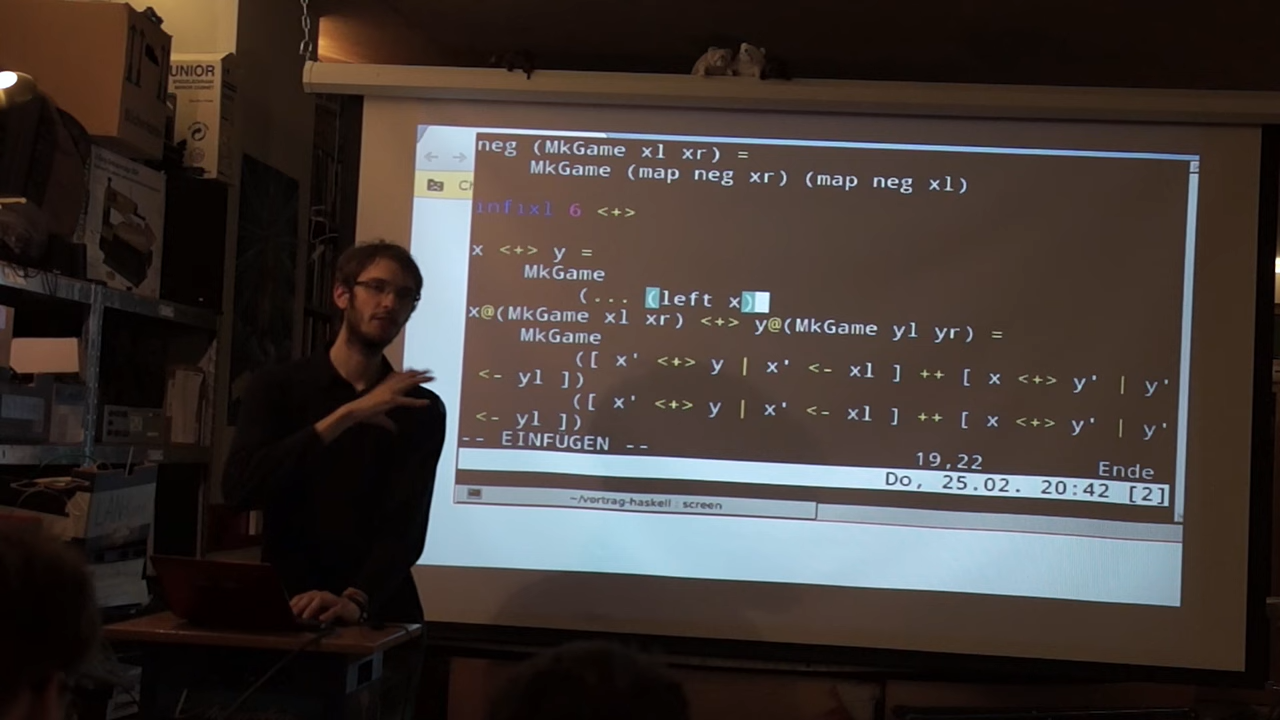 UNIOR
neg (MkGame xl xr) =
MkGame (map neg xr) (map neg xl)
infixl 6 <+>
x <+> y =
MkGame
(... (left x)
x@(MkGame xl xr) <+> y@(MkGame yl yr) =
MkGame
([ x' <+> y | x' <- xl ] ++ [ x <+> y' | y'
<- yl ])
([ x' <+> y | x' <- xl ] ++ [ x <+> y' | y'
<- yl ])
-- EINFÜGEN --
19,22
Ende
Do, 25.02. 20:42 [2]
~/vortrag-haskell : screen